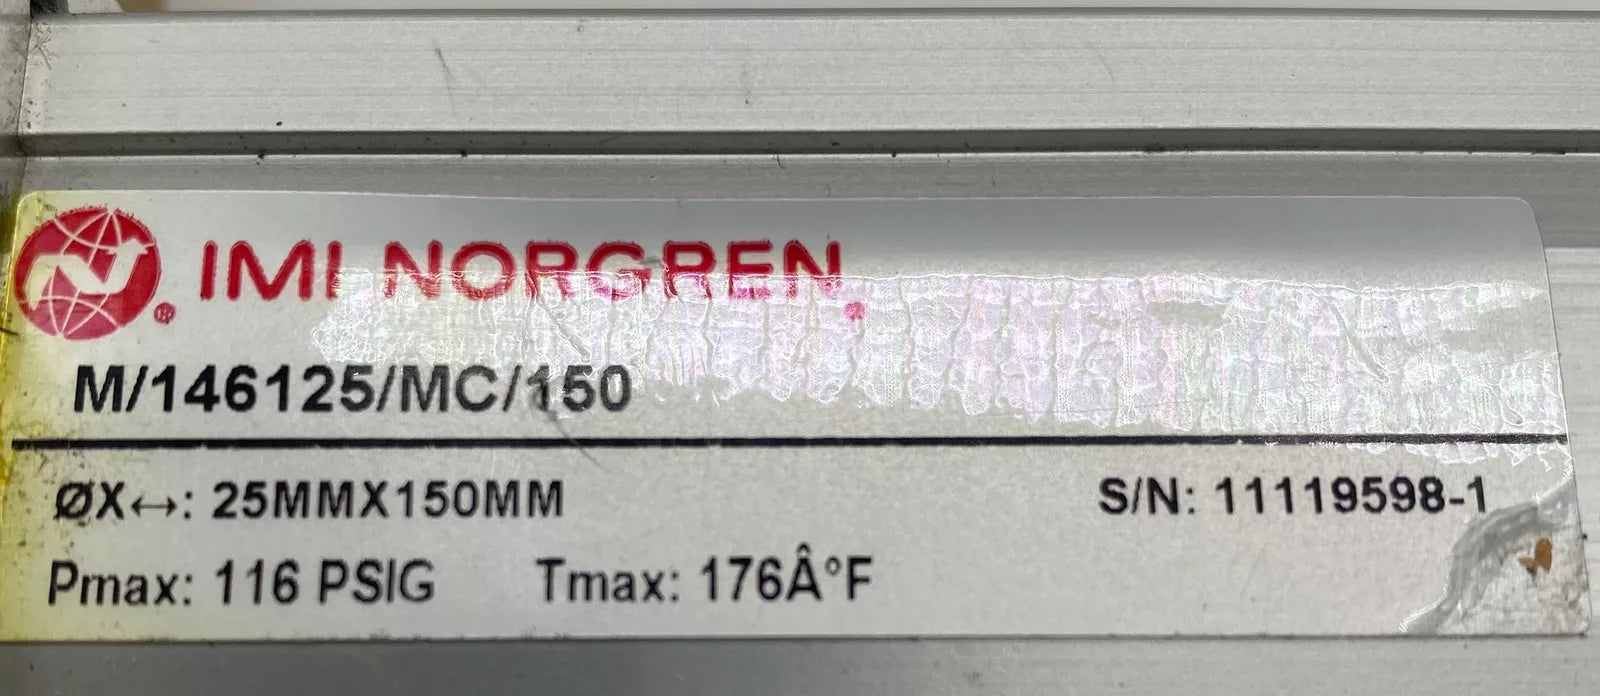 IMI NORGREN®
M/146125/MC/150
ØX↔: 25MMX150MM
S/N: 11119598-1
Pmax: 116 PSIG Tmax: 176Â°F